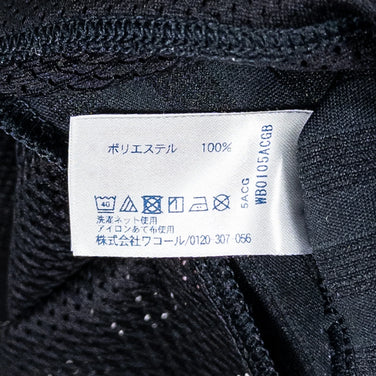 ポリエステル 100%
40
洗濯ネット使用
アイロンあて布使用
株式会社ワコール/0120-307-056
5ACG
WB0105ACGB